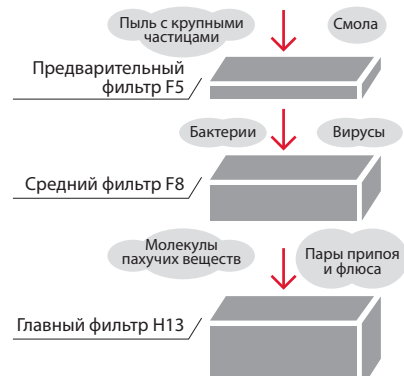 Пыль с крупными
частицами
Смола
Предварительный
фильтр F5
Бактерии
Вирусы
Средний фильтр F8
Молекулы
пахучих веществ
Пары припоя
и флюса
Главный фильтр H13